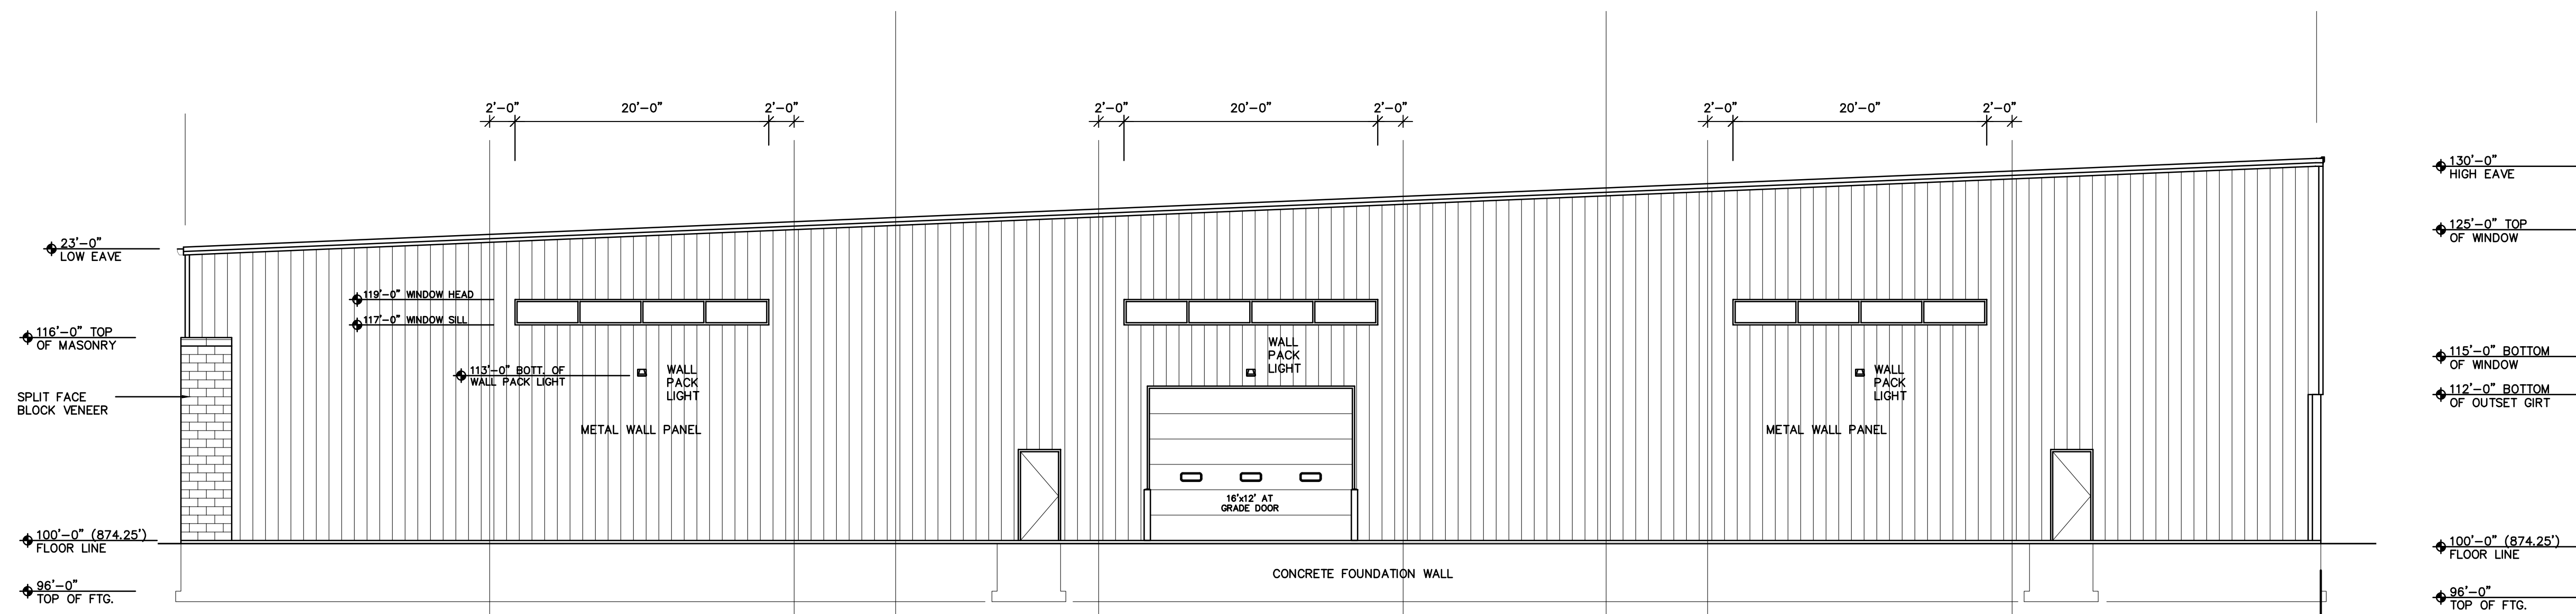 2'-0" 20'-0" 2'-0"
2'-0" 20'-0" 2'-0"
2'-0" 20'-0" 2'-0"
23'-0"
LOW EAVE
119'-0" WINDOW HEAD
117'-0" WINDOW SILL
116'-0" TOP
OF MASONRY
113'-0" BOTT. OF
WALL PACK LIGHT
SPLIT FACE
BLOCK VENEER
100'-0" (874.25')
FLOOR LINE
96'-0"
TOP OF FTG.
WALL
PACK
LIGHT
METAL WALL PANEL
WALL
PACK
LIGHT
16'x12' AT
GRADE DOOR
CONCRETE FOUNDATION WALL
WALL
PACK
LIGHT
METAL WALL PANEL
130'-0"
HIGH EAVE
125'-0" TOP
OF WINDOW
115'-0" BOTTOM
OF WINDOW
112'-0" BOTTOM
OF OUTSET GIRT
100'-0" (874.25')
FLOOR LINE
96'-0"
TOP OF FTG.